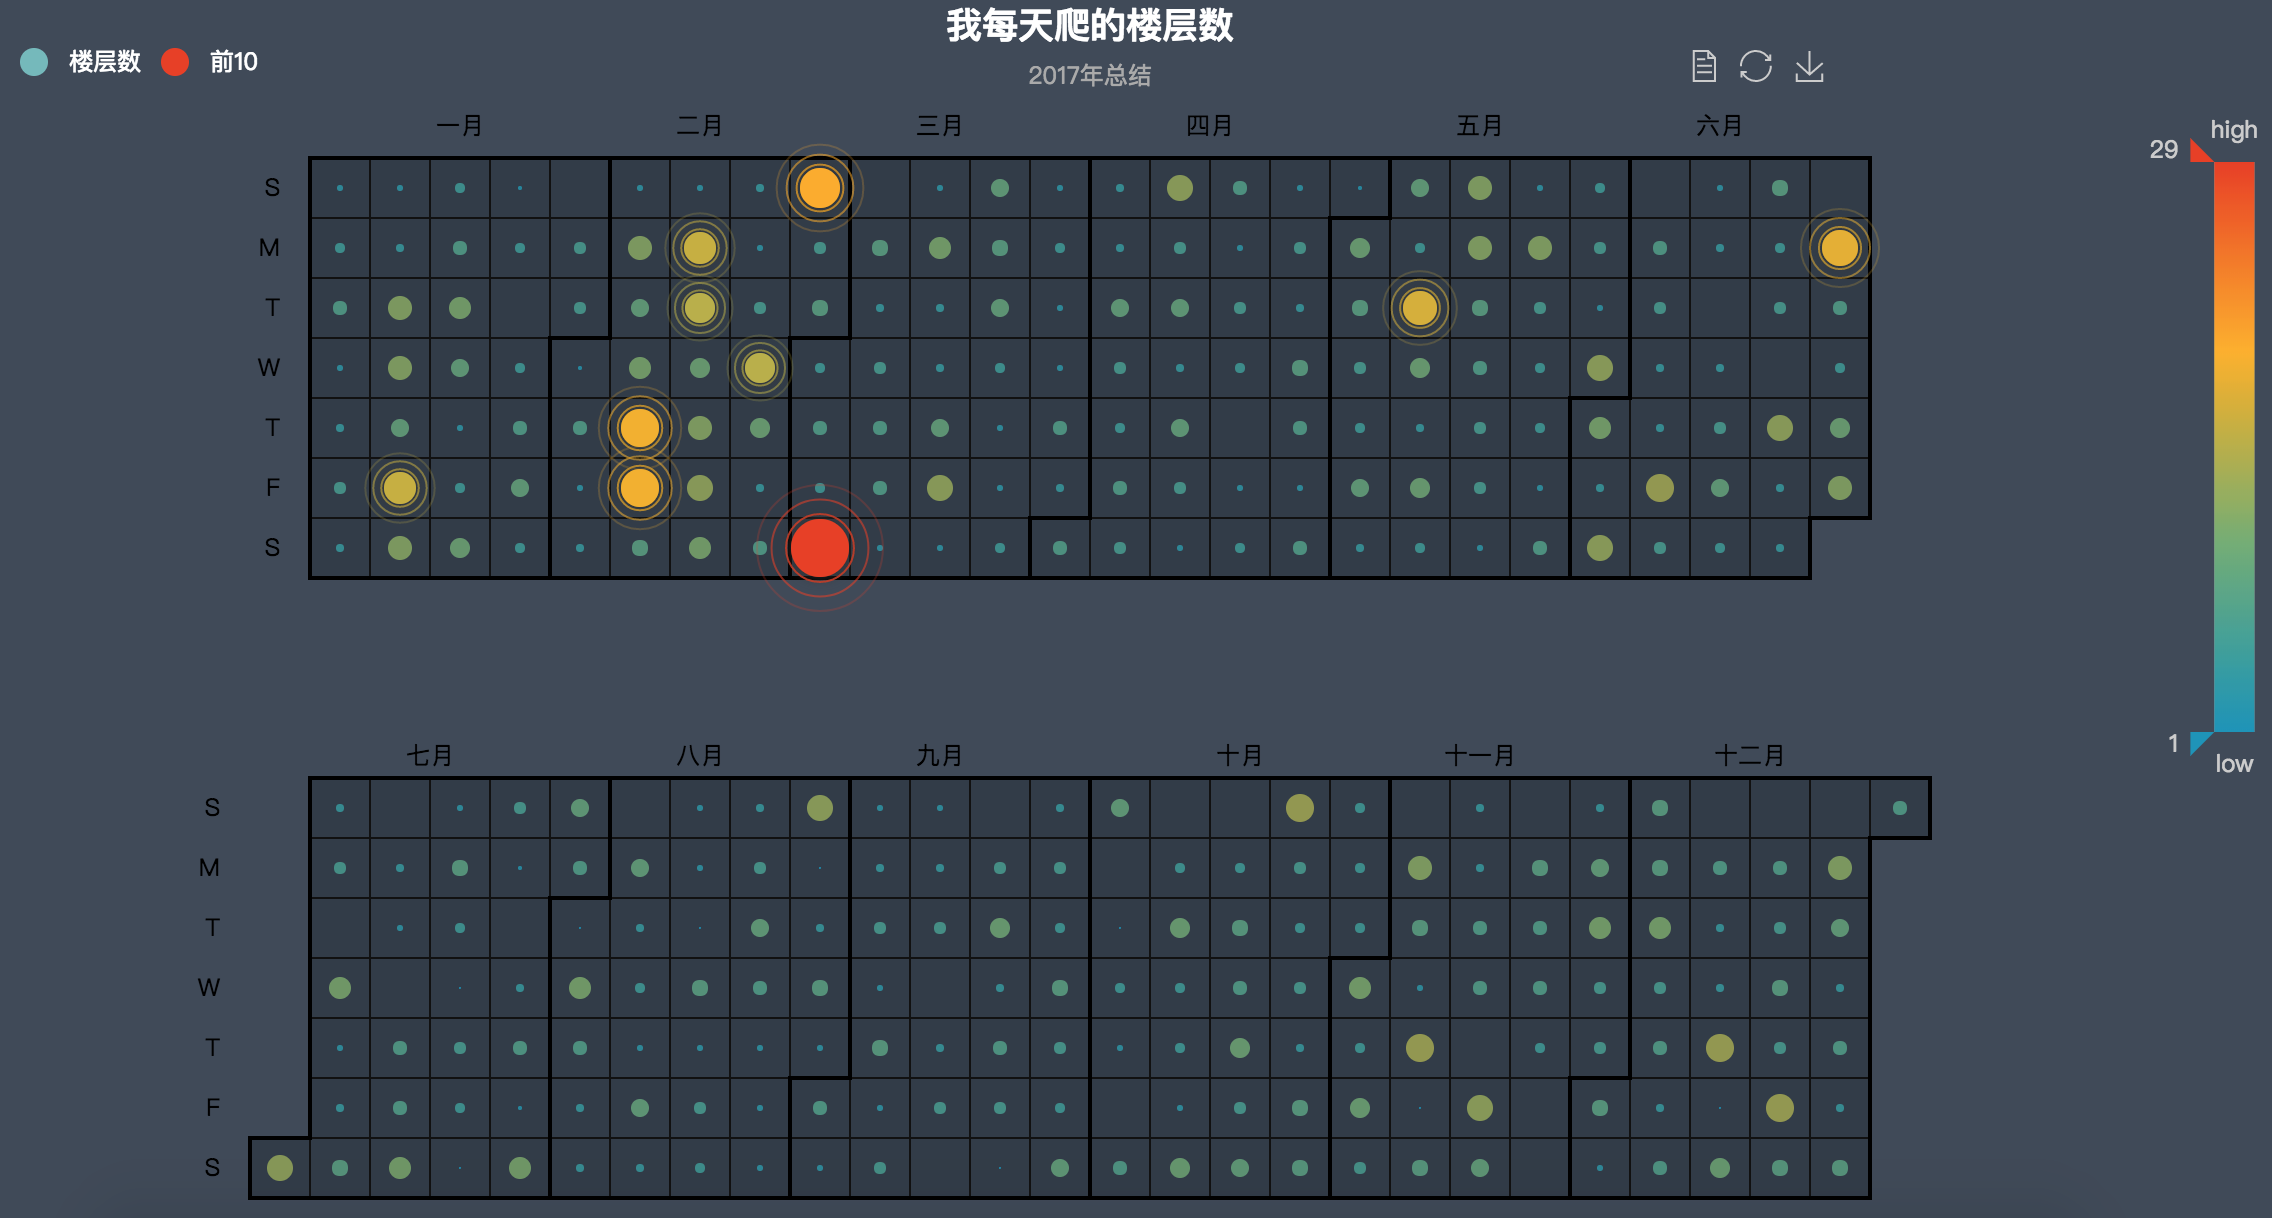 我每天爬的楼层数
楼层数 前10
2017年总结
一月 二月 三月 四月 五月 六月
high
29
S
M
T
W
T
F
S
1
low
七月 八月 九月 十月 十一月 十二月
S
M
T
W
T
F
S